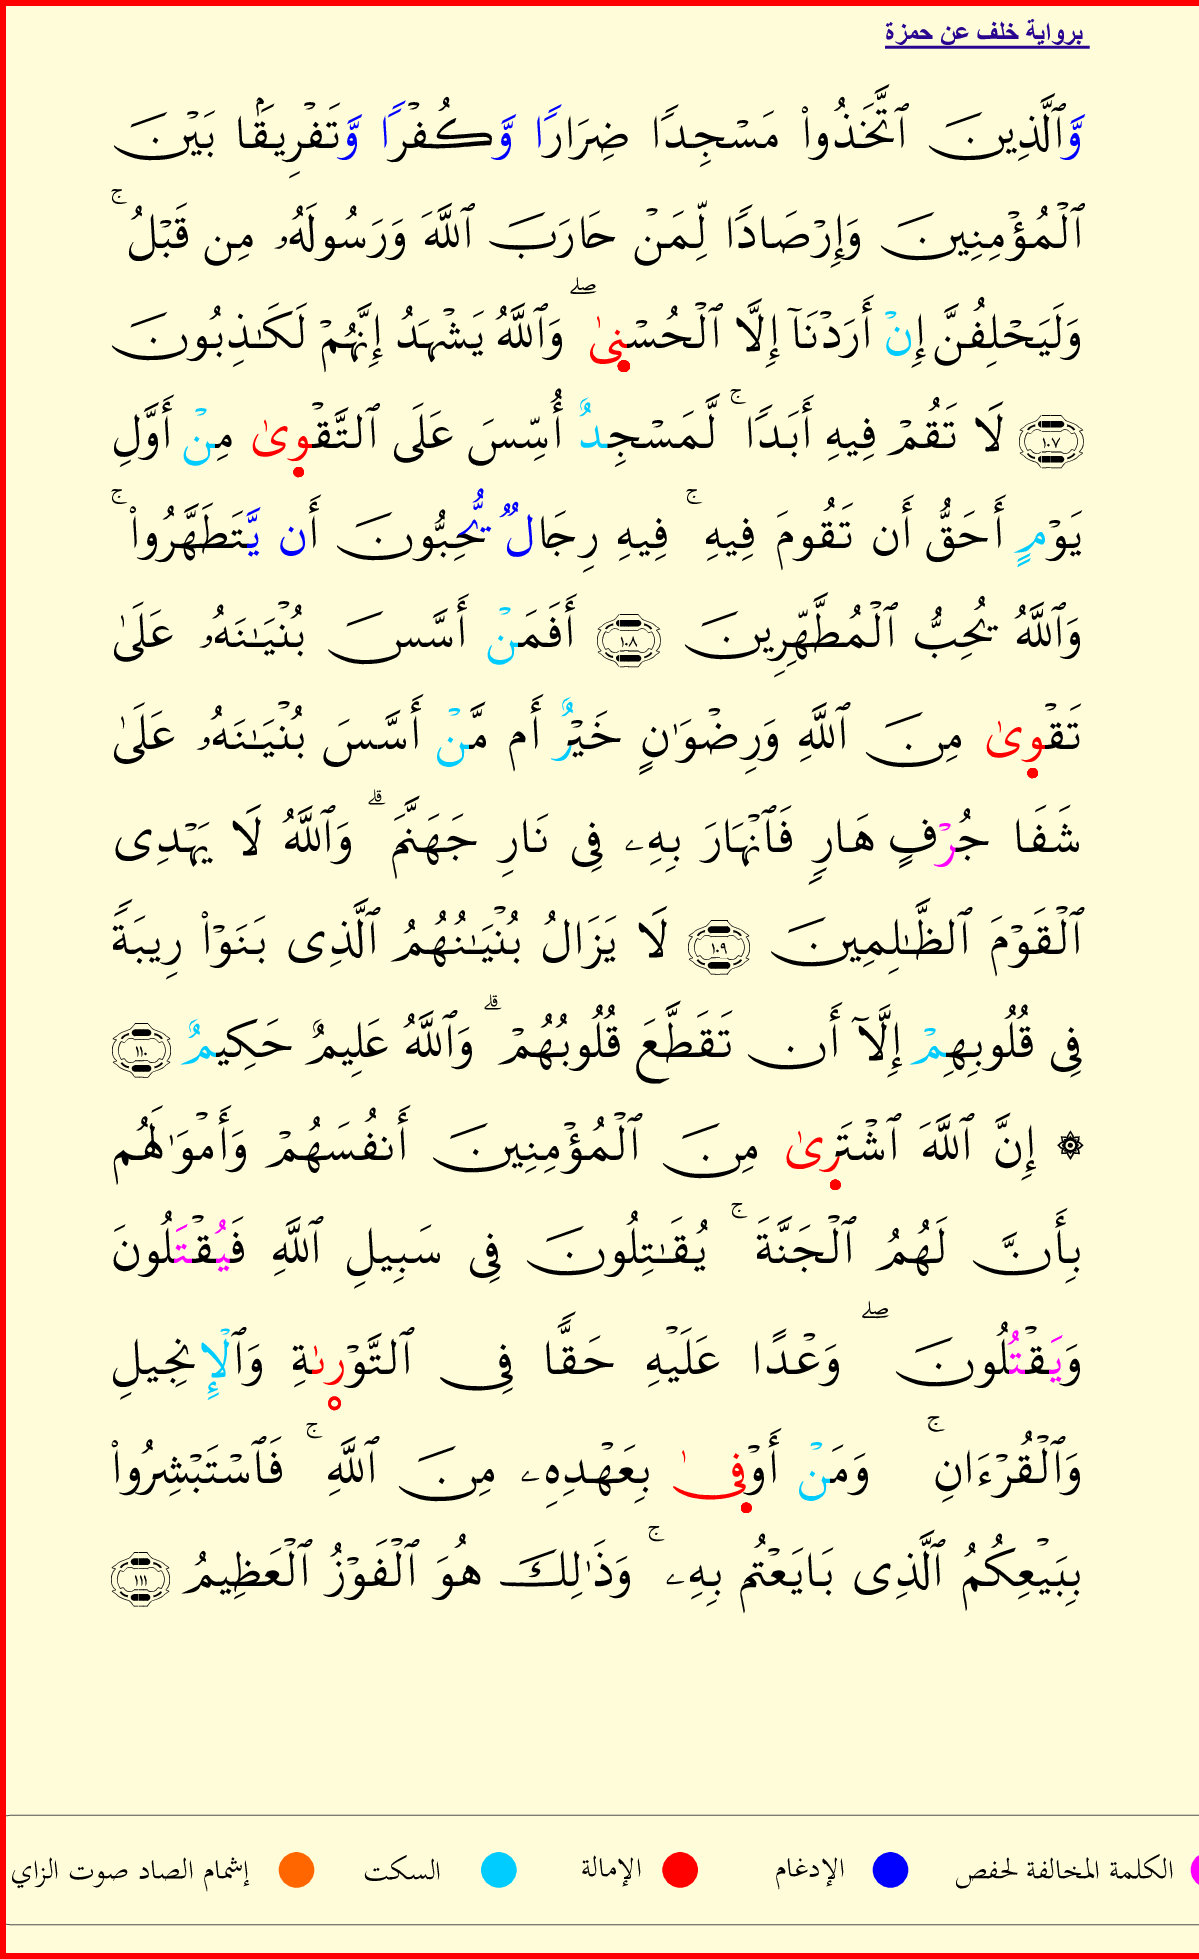 برواية خلف عن حمزة
وَّٱلَّذِينَ ٱتَّخَذُوا۟ مَسْجِدًا ضِرَارًا وَّكُفْرًا وَّتَفْرِيقًۢا بَيْنَ
ٱلْمُؤْمِنِينَ وَإِرْصَادًا لِّمَنْ حَارَبَ ٱللَّهَ وَرَسُولَهُۥ مِن قَبْلُ ۚ
وَلَيَحْلِفُنَّ إِنْ أَرَدْنَآ إِلَّا ٱلْحُسْنِىٰ ۖ وَٱللَّهُ يَشْهَدُ إِنَّهُمْ لَكَـٰذِبُونَ
١٠٧ لَا تَقُمْ فِيهِ أَبَدًا ۚ لَّمَسْجِدٌ أُسِّسَ عَلَى ٱلتَّقْوِىٰ مِنْ أَوَّلِ
يَوْمٍ أَحَقُّ أَن تَقُومَ فِيهِ ۚ فِيهِ رِجَالٌ يُّحِبُّونَ أَن يَّتَطَهَّرُوا۟ ۚ
وَٱللَّهُ يُحِبُّ ٱلْمُطَّهِّرِينَ ١٠٨ أَفَمَنْ أَسَّسَ بُنْيَـٰنَهُۥ عَلَىٰ
تَقْوِىٰ مِنَ ٱللَّهِ وَرِضْوَٰنٍ خَيْرٌ أَم مَّنْ أَسَّسَ بُنْيَـٰنَهُۥ عَلَىٰ
شَفَا جُرْفٍ هَارٍ فَٱنْهَارَ بِهِۦ فِى نَارِ جَهَنَّمَ ۗ وَٱللَّهُ لَا يَهْدِى
ٱلْقَوْمَ ٱلظَّـٰلِمِينَ ١٠٩ لَا يَزَالُ بُنْيَـٰنُهُمُ ٱلَّذِى بَنَوْا۟ رِيبَةً
فِى قُلُوبِهِمْ إِلَّآ أَن تَقَطَّعَ قُلُوبُهُمْ ۗ وَٱللَّهُ عَلِيمٌ حَكِيمٌ ١١٠
۞ إِنَّ ٱللَّهَ ٱشْتَرِىٰ مِنَ ٱلْمُؤْمِنِينَ أَنفُسَهُمْ وَأَمْوَٰلَهُم
بِأَنَّ لَهُمُ ٱلْجَنَّةَ ۚ يُقَـٰتِلُونَ فِى سَبِيلِ ٱللَّهِ فَيُقْتَلُونَ
وَيَقْتُلُونَ ۖ وَعْدًا عَلَيْهِ حَقًّا فِى ٱلتَّوْرِىٰةِ وَٱلْإِنجِيلِ
وَٱلْقُرْءَانِ ۚ وَمَنْ أَوْفِىٰ بِعَهْدِهِۦ مِنَ ٱللَّهِ ۚ فَٱسْتَبْشِرُوا۟
بِبَيْعِكُمُ ٱلَّذِى بَايَعْتُم بِهِۦ ۚ وَذَٰلِكَ هُوَ ٱلْفَوْزُ ٱلْعَظِيمُ ١١١
الكلمة المخالفة لحفص الإدغام الإمالة السكت إشمام الصاد صوت الزاي